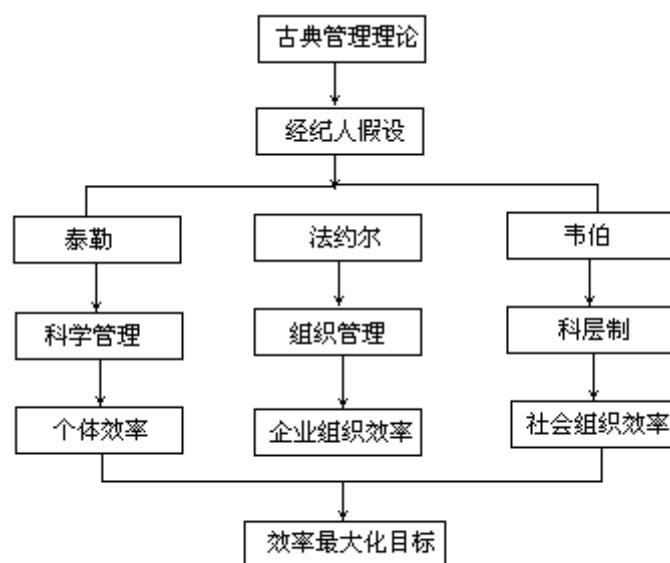 古典管理理论
经纪人假设
泰勒
法约尔
韦伯
科学管理
组织管理
科层制
个体效率
企业组织效率
社会组织效率
效率最大化目标